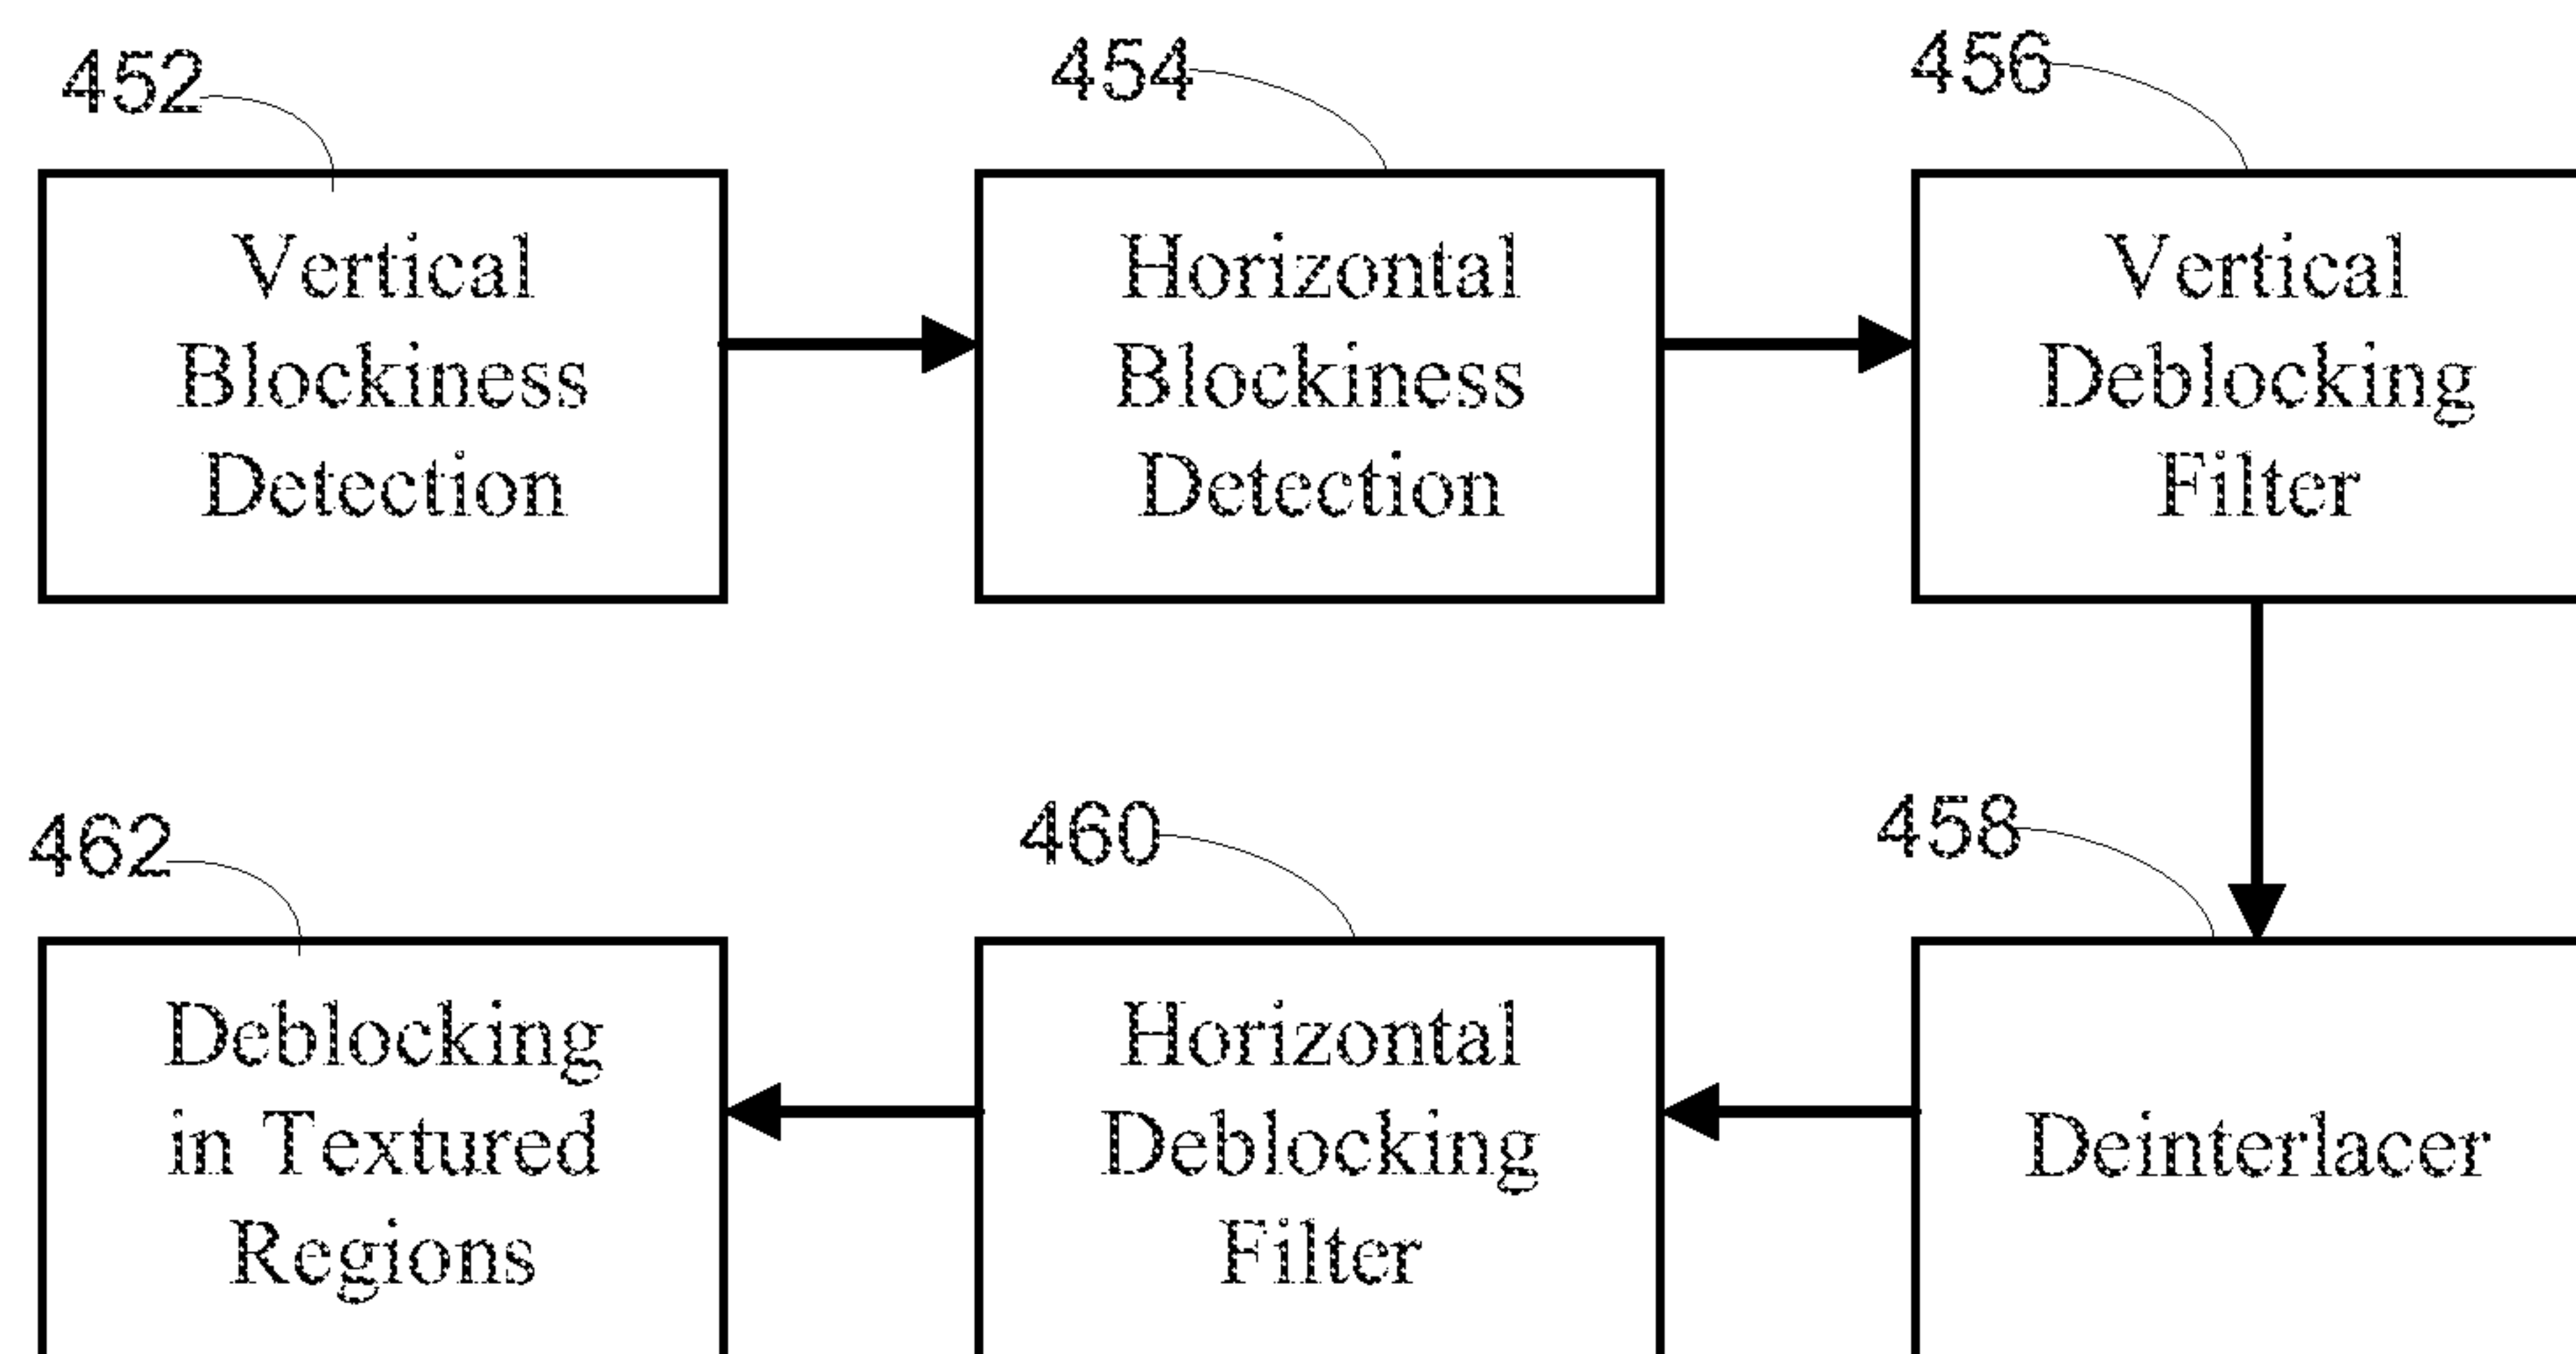 452
Vertical
Blockiness
Detection
454
Horizontal
Blockiness
Detection
456
Vertical
Deblocking
Filter
458
Deinterlacer
460
Horizontal
Deblocking
Filter
462
Deblocking
in Textured
Regions